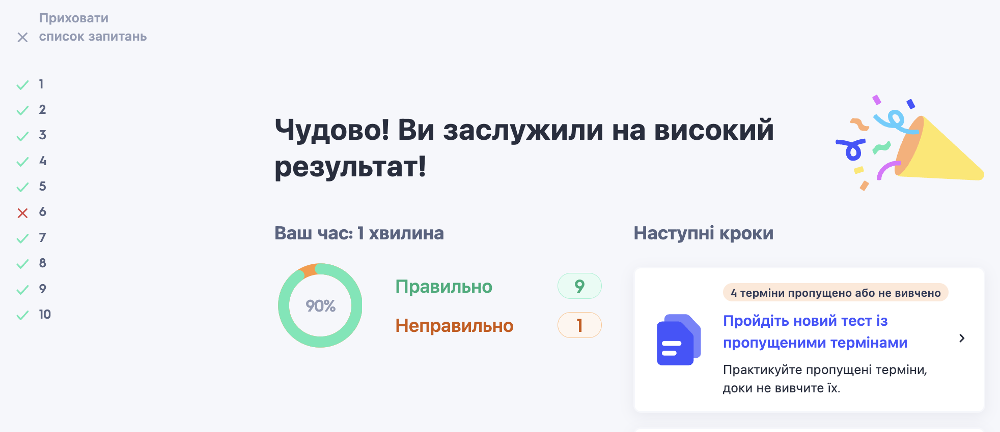 Приховати
список запитань
1
2
3
4
5
6
7
8
9
10
Чудово! Ви заслужили на високий
результат!
Ваш час: 1 хвилина
90%
Правильно 9
Неправильно 1
Наступні кроки
4 терміни пропущено або не вивчено
Пройдіть новий тест із
пропущеними термінами
Практикуйте пропущені терміни,
доки не вивчите їх.